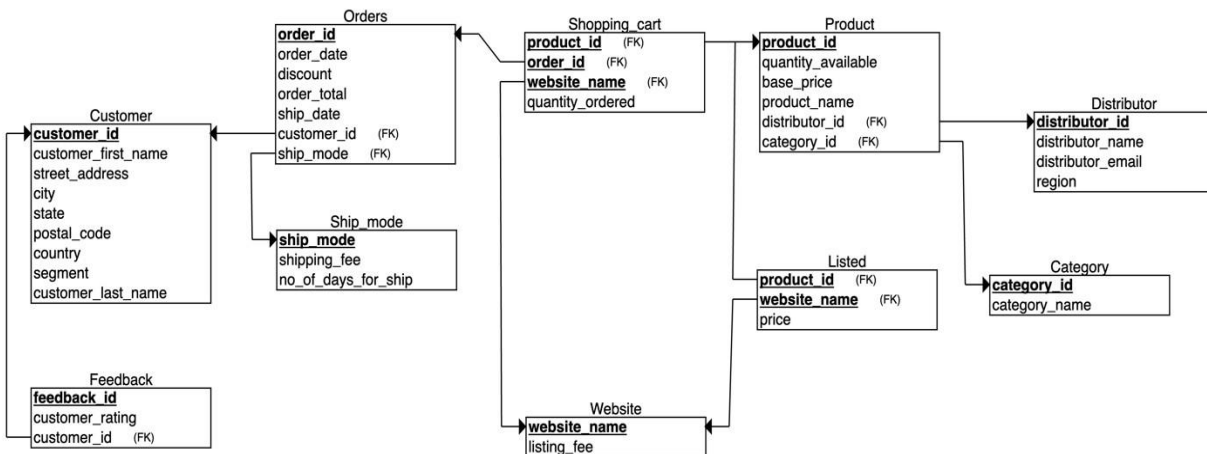 Orders
order_id
order_date
discount
order_total
ship_date
customer_id (FK)
ship_mode (FK)
Shopping_cart
product_id (FK)
order_id (FK)
website_name (FK)
quantity_ordered
Product
product_id
quantity_available
base_price
product_name
distributor_id (FK)
category_id (FK)
Distributor
distributor_id
distributor_name
distributor_email
region
Customer
customer_id
customer_first_name
street_address
city
state
postal_code
country
segment
customer_last_name
Ship_mode
ship_mode
shipping_fee
no_of_days_for_ship
Listed
product_id (FK)
website_name (FK)
price
Category
category_id
category_name
Feedback
feedback_id
customer_rating
customer_id (FK)
Website
website_name
listing_fee